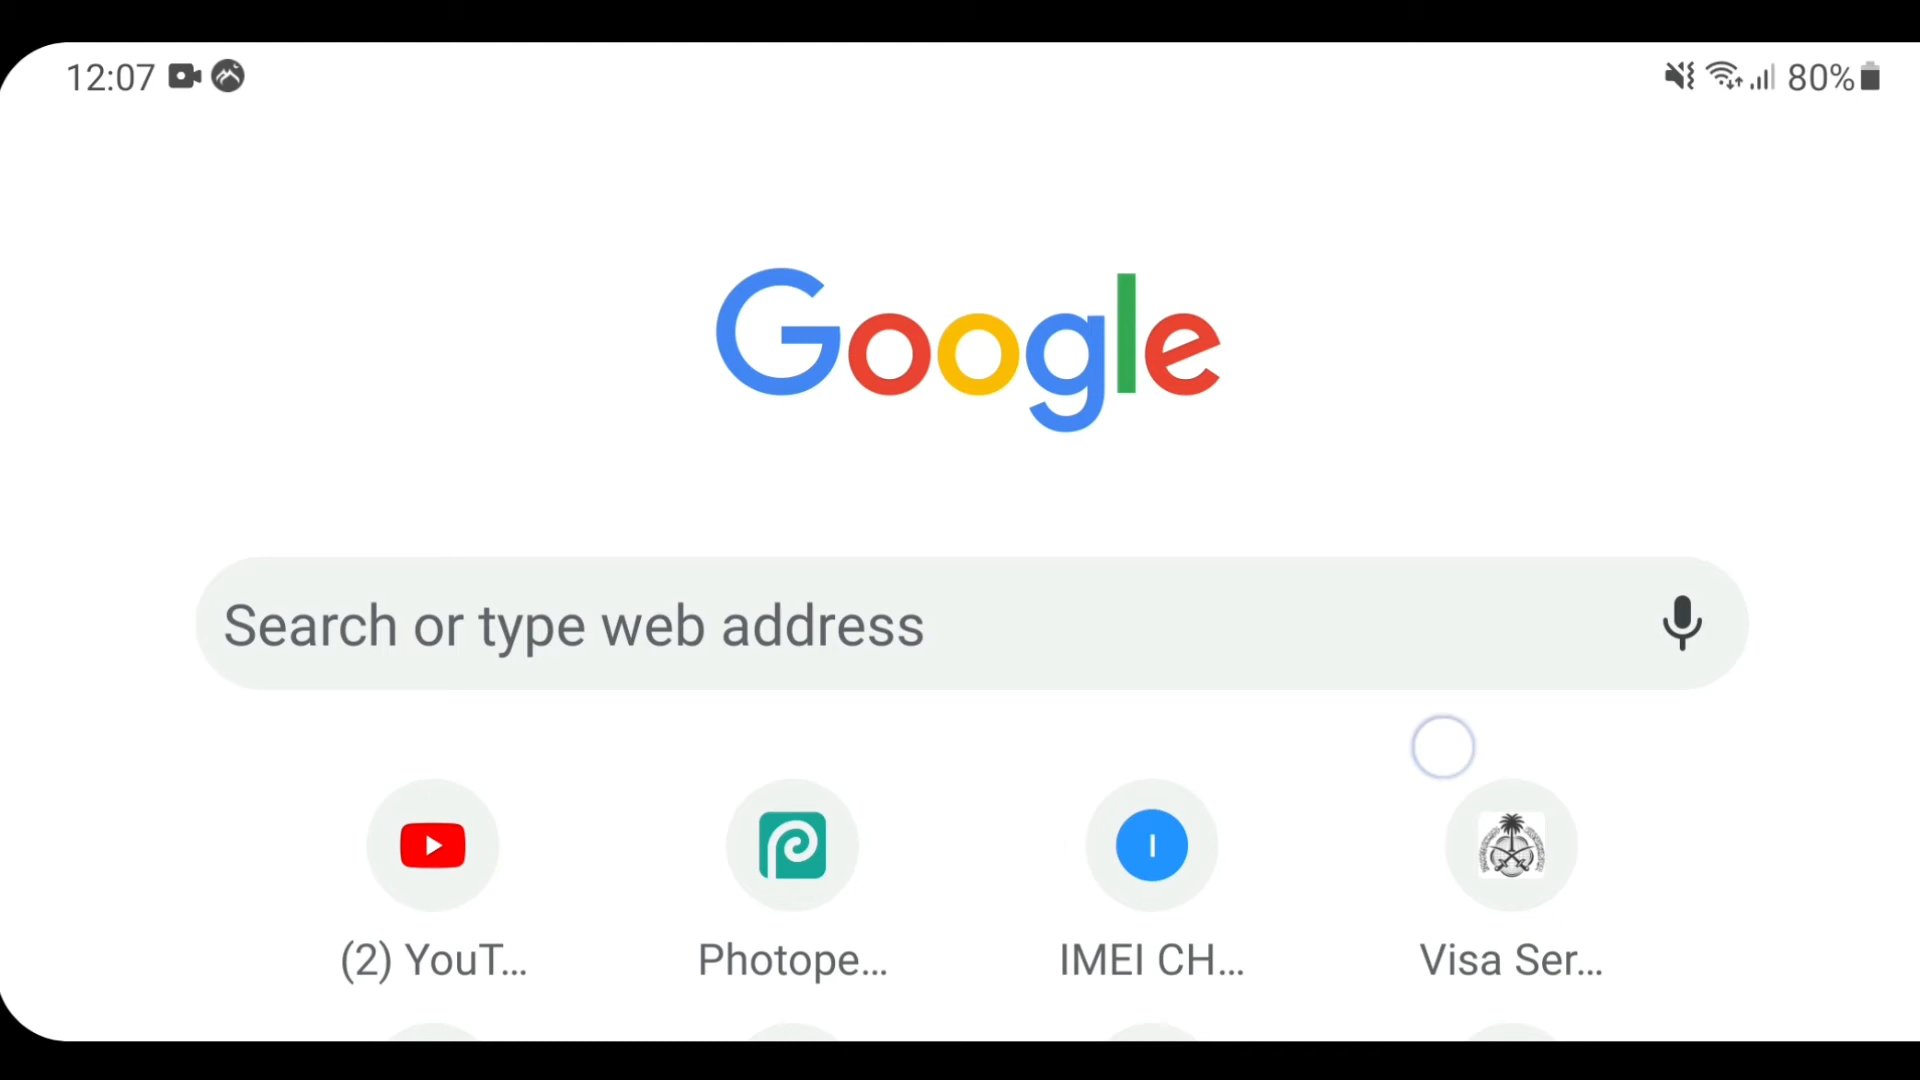 12:07
80%
Google
Search or type web address
(2) YouT...
Photope...
IMEI CH...
Visa Ser...